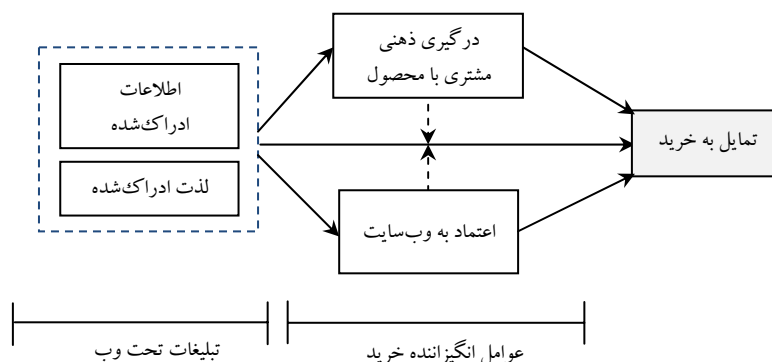 درگیری ذهنی
مشتری با محصول
اطلاعات
ادراک‌شده
تمایل به خرید
لذت ادراک‌شده
اعتماد به وب‌سایت
عوامل انگیزاننده خرید
تبلیغات تحت وب